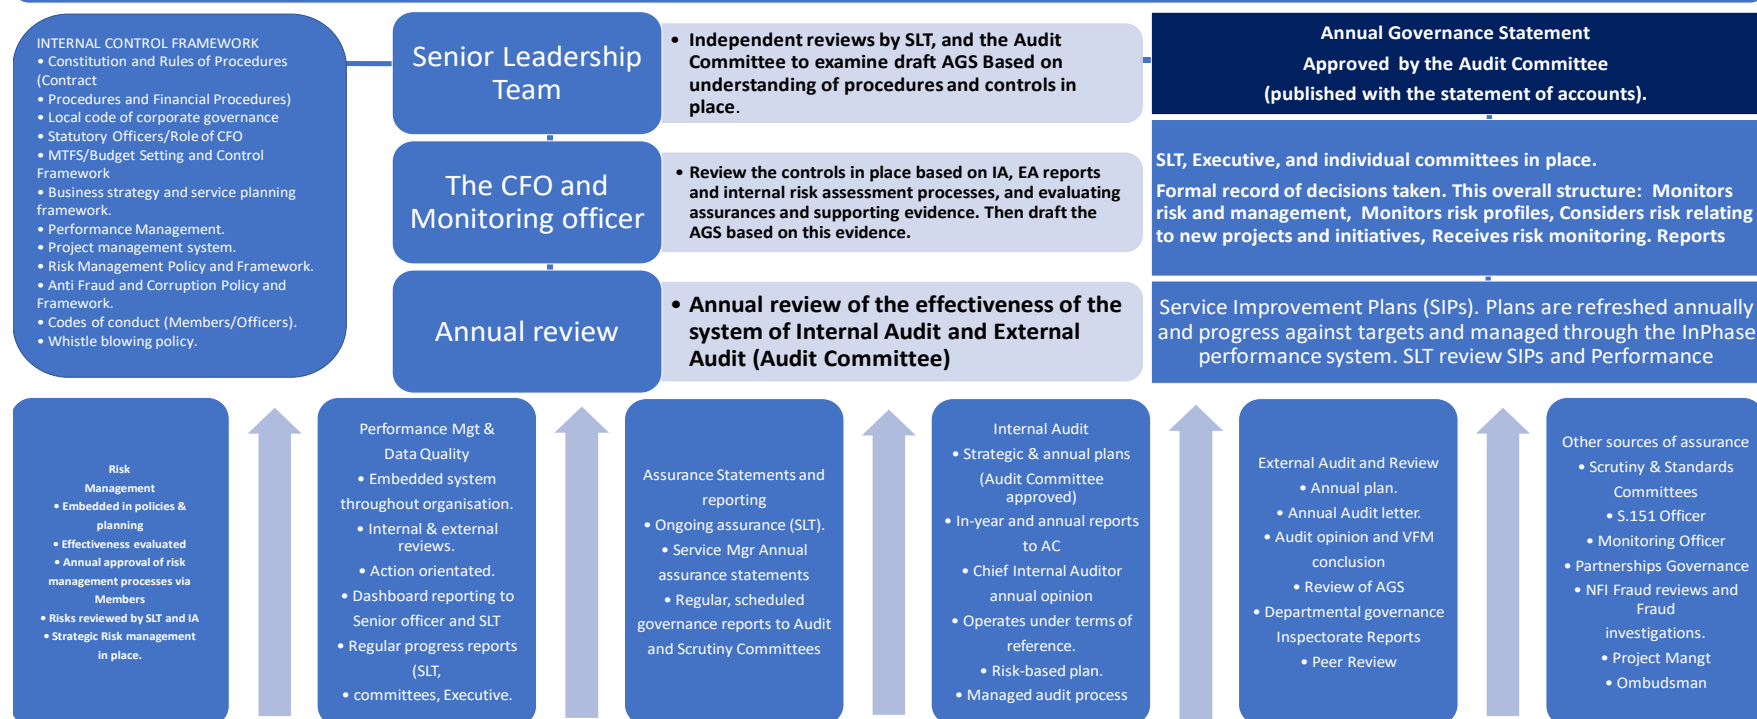 INTERNAL CONTROL FRAMEWORK
• Constitution and Rules of Procedures
(Contract
• Procedures and Financial Procedures)
• Local code of corporate governance
• Statutory Officers/Role of CFO
• MTFS/Budget Setting and Control
Framework
• Business strategy and service planning
framework.
• Performance Management.
• Project management system.
• Risk Management Policy and Framework.
• Anti Fraud and Corruption Policy and
Framework.
• Codes of conduct (Members/Officers).
• Whistle blowing policy.
Senior Leadership
Team
• Independent reviews by SLT, and the Audit
Committee to examine draft AGS Based on
understanding of procedures and controls in
place.
The CFO and
Monitoring officer
• Review the controls in place based on IA, EA reports
and internal risk assessment processes, and evaluating
assurances and supporting evidence. Then draft the
AGS based on this evidence.
Annual review
• Annual review of the effectiveness of the
system of Internal Audit and External
Audit (Audit Committee)
Annual Governance Statement
Approved by the Audit Committee
(published with the statement of accounts).
SLT, Executive, and individual committees in place.
Formal record of decisions taken. This overall structure: Monitors
risk and management, Monitors risk profiles, Considers risk relating
to new projects and initiatives, Receives risk monitoring. Reports
Service Improvement Plans (SIPs). Plans are refreshed annually
and progress against targets and managed through the InPhase
performance system. SLT review SIPs and Performance
Risk
Management
• Embedded in policies &
planning
• Effectiveness evaluated
• Annual approval of risk
management processes via
Members
• Risks reviewed by SLT and IA
• Strategic Risk management
in place.
Performance Mgt &
Data Quality
• Embedded system
throughout organisation.
• Internal & external
reviews.
• Action orientated.
• Dashboard reporting to
Senior officer and SLT
• Regular progress reports
(SLT,
• committees, Executive.
Assurance Statements and
reporting
• Ongoing assurance (SLT).
• Service Mgr Annual
assurance statements
• Regular, scheduled
governance reports to Audit
and Scrutiny Committees
Internal Audit
• Strategic & annual plans
(Audit Committee
approved)
• In-year and annual reports
to AC
• Chief Internal Auditor
annual opinion
• Operates under terms of
reference.
• Risk-based plan.
• Managed audit process
External Audit and Review
• Annual plan.
• Annual Audit letter.
• Audit opinion and VFM
conclusion
• Review of AGS
• Departmental governance
Inspectorate Reports
• Peer Review
Other sources of assurance
• Scrutiny & Standards
Committees
• S.151 Officer
• Monitoring Officer
• Partnerships Governance
• NFI Fraud reviews and
Fraud
investigations.
• Project Mangt
• Ombudsman